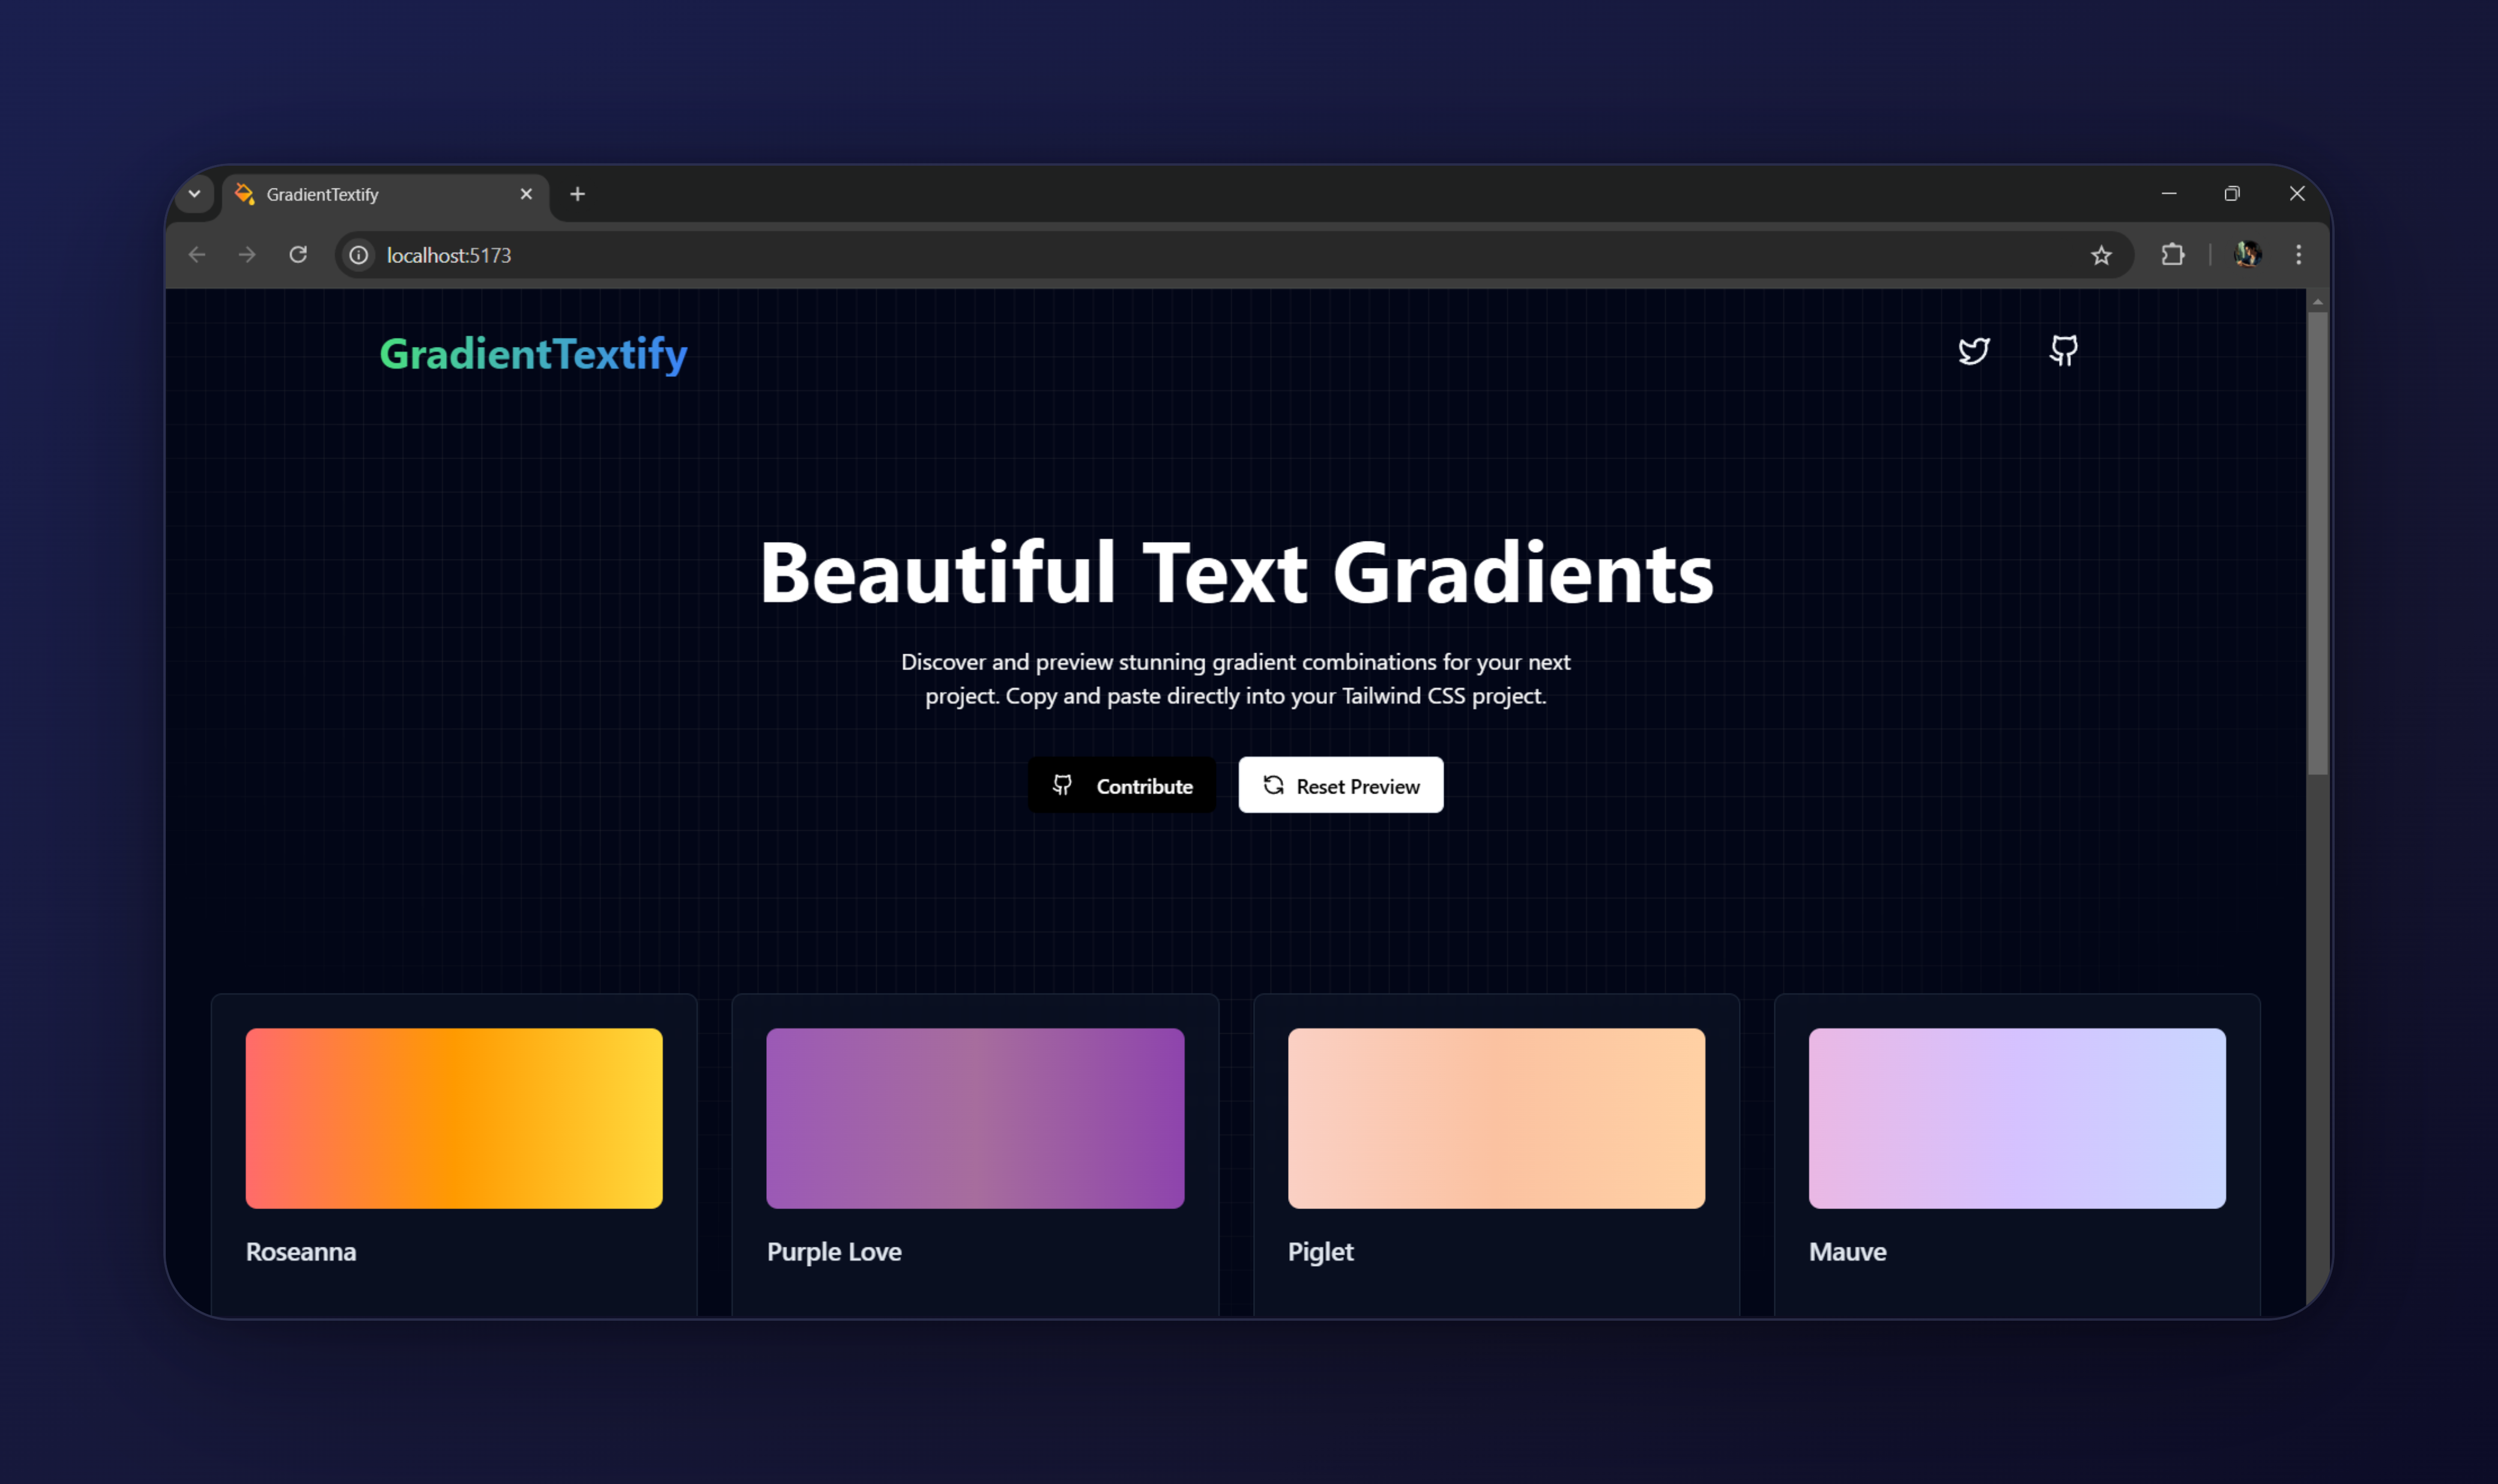 GradientTextify
localhost:5173
GradientTextify
Beautiful Text Gradients
Discover and preview stunning gradient combinations for your next
project. Copy and paste directly into your Tailwind CSS project.
Contribute
Reset Preview
Roseanna
Purple Love
Piglet
Mauve